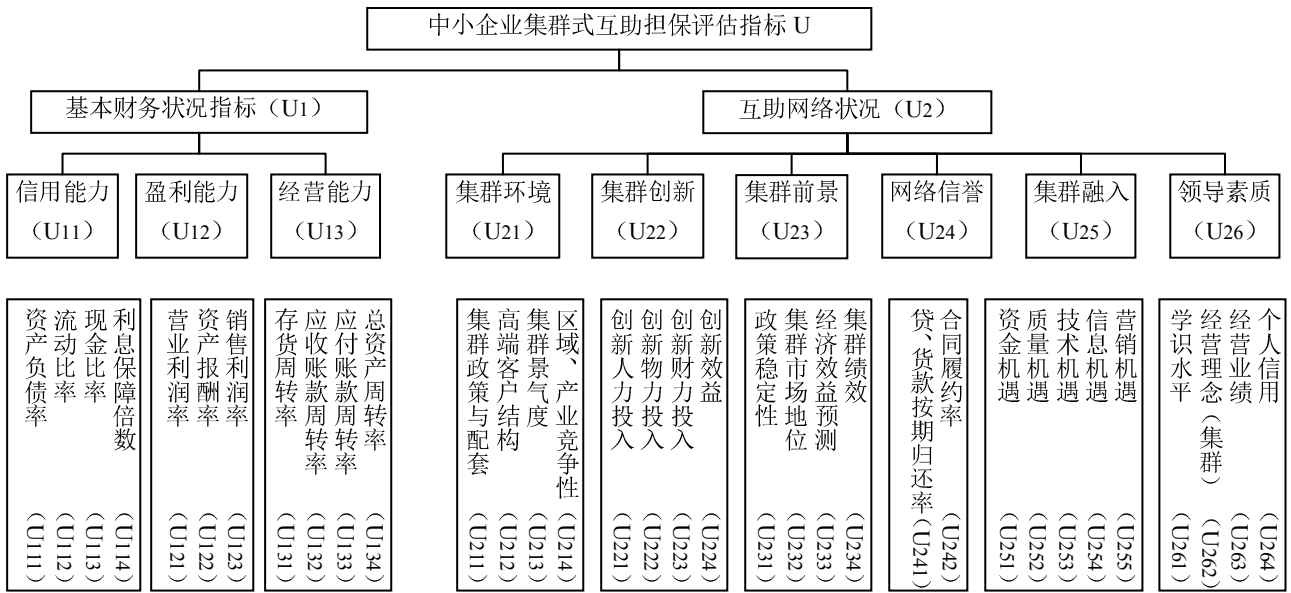 中小企业集群式互助担保评估指标 U
基本财务状况指标（U1）
互助网络状况（U2）
信用能力
（U11）
盈利能力
（U12）
经营能力
（U13）
集群环境
（U21）
集群创新
（U22）
集群前景
（U23）
网络信誉
（U24）
集群融入
（U25）
领导素质
（U26）
资产负债率（U111）
流动比率（U112）
现金比率（U113）
利息保障倍数（U114）
营业利润率（U121）
资产报酬率（U122）
销售利润率（U123）
存货周转率（U131）
应收账款周转率（U132）
应付账款周转率（U133）
总资产周转率（U134）
集群政策与配套（U211）
高端客户结构（U212）
集群景气度（U213）
区域、产业竞争性（U214）
创新人力投入（U221）
创新物力投入（U222）
创新财力投入（U223）
创新效益（U224）
政策稳定性（U231）
集群市场地位（U232）
经济效益预测（U233）
集群绩效（U234）
贷、货款按期归还率（U241）
合同履约率（U242）
资金机遇（U251）
质量机遇（U252）
技术机遇（U253）
信息机遇（U254）
营销机遇（U255）
学识水平（U261）
经营理念（集群）（U262）
经营业绩（U263）
个人信用（U264）